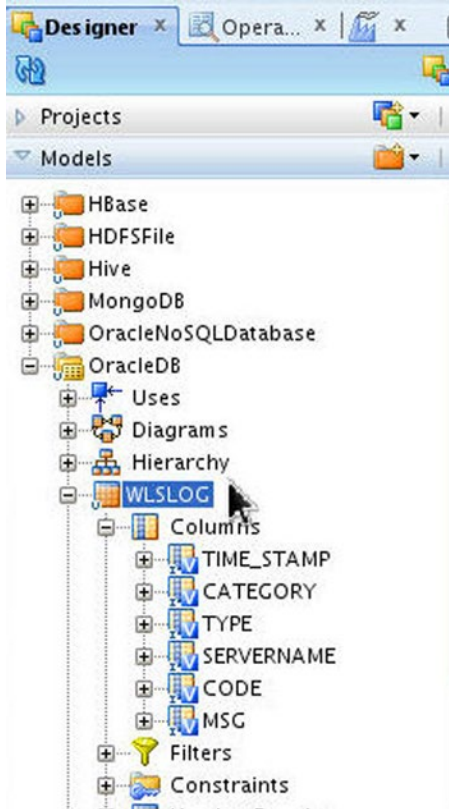 Designer x Opera... x x
Projects
Models
HBase
HDFSFile
Hive
MongoDB
OracleNoSQLDatabase
OracleDB
Uses
Diagrams
Hierarchy
WLSLOG
Columns
TIME_STAMP
CATEGORY
TYPE
SERVERNAME
CODE
MSG
Filters
Constraints